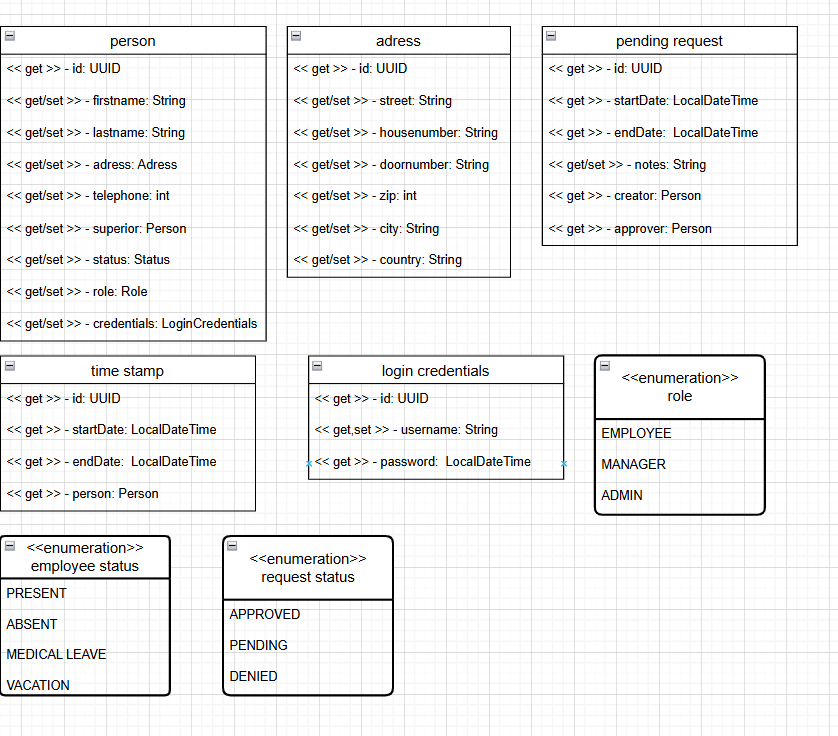 person
<< get >> - id: UUID
<< get/set >> - firstname: String
<< get/set >> - lastname: String
<< get/set >> - adress: Adress
<< get/set >> - telephone: int
<< get/set >> - superior: Person
<< get/set >> - status: Status
<< get/set >> - role: Role
<< get/set >> - credentials: LoginCredentials
adress
<< get >> - id: UUID
<< get/set >> - street: String
<< get/set >> - housenumber: String
<< get/set >> - doornumber: String
<< get/set >> - zip: int
<< get/set >> - city: String
<< get/set >> - country: String
pending request
<< get >> - id: UUID
<< get >> - startDate: LocalDateTime
<< get >> - endDate:  LocalDateTime
<< get/set >> - notes: String
<< get >> - creator: Person
<< get >> - approver: Person
time stamp
<< get >> - id: UUID
<< get >> - startDate: LocalDateTime
<< get >> - endDate:  LocalDateTime
<< get >> - person: Person
login credentials
<< get >> - id: UUID
<< get,set >> - username: String
<< get >> - password:  LocalDateTime
<<enumeration>>
role
EMPLOYEE
MANAGER
ADMIN
<<enumeration>>
employee status
PRESENT
ABSENT
MEDICAL LEAVE
VACATION
<<enumeration>>
request status
APPROVED
PENDING
DENIED